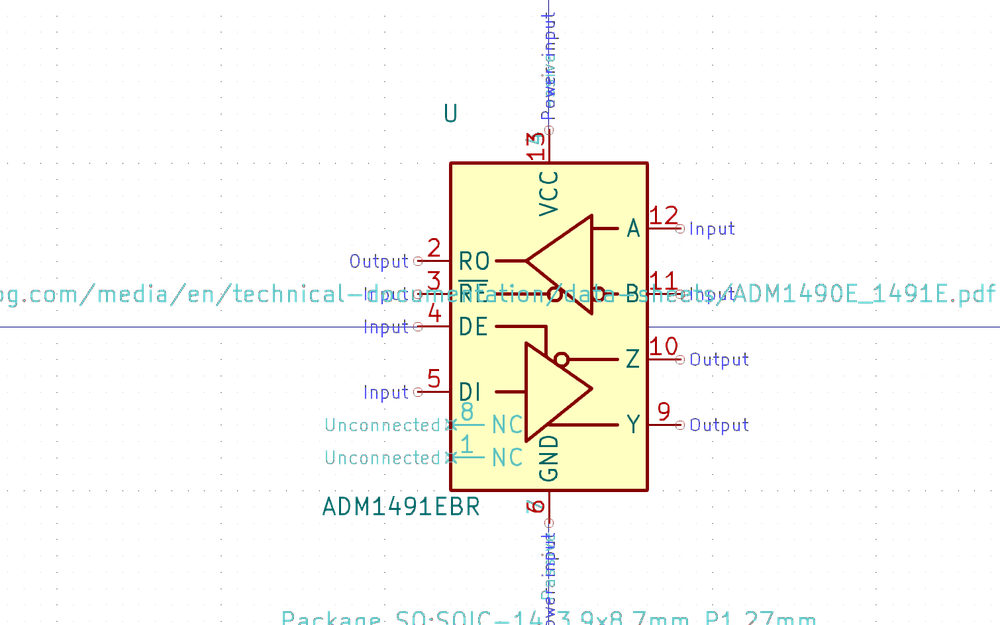 Power input
U
13
VCC
12
A
Input
Output
2
RO
og.com/media/en/technical-documentation/data-sheets/ADM1490E_1491E.pdf
Input
3
RE
11
B
Input
Input
4
DE
10
Z
Output
Input
5
DI
Unconnected
8
NC
9
Y
Output
Unconnected
1
NC
GND
ADM1491EBR
6
Power input
Package_SO:SOIC-14_3.9x8.7mm_P1.27mm